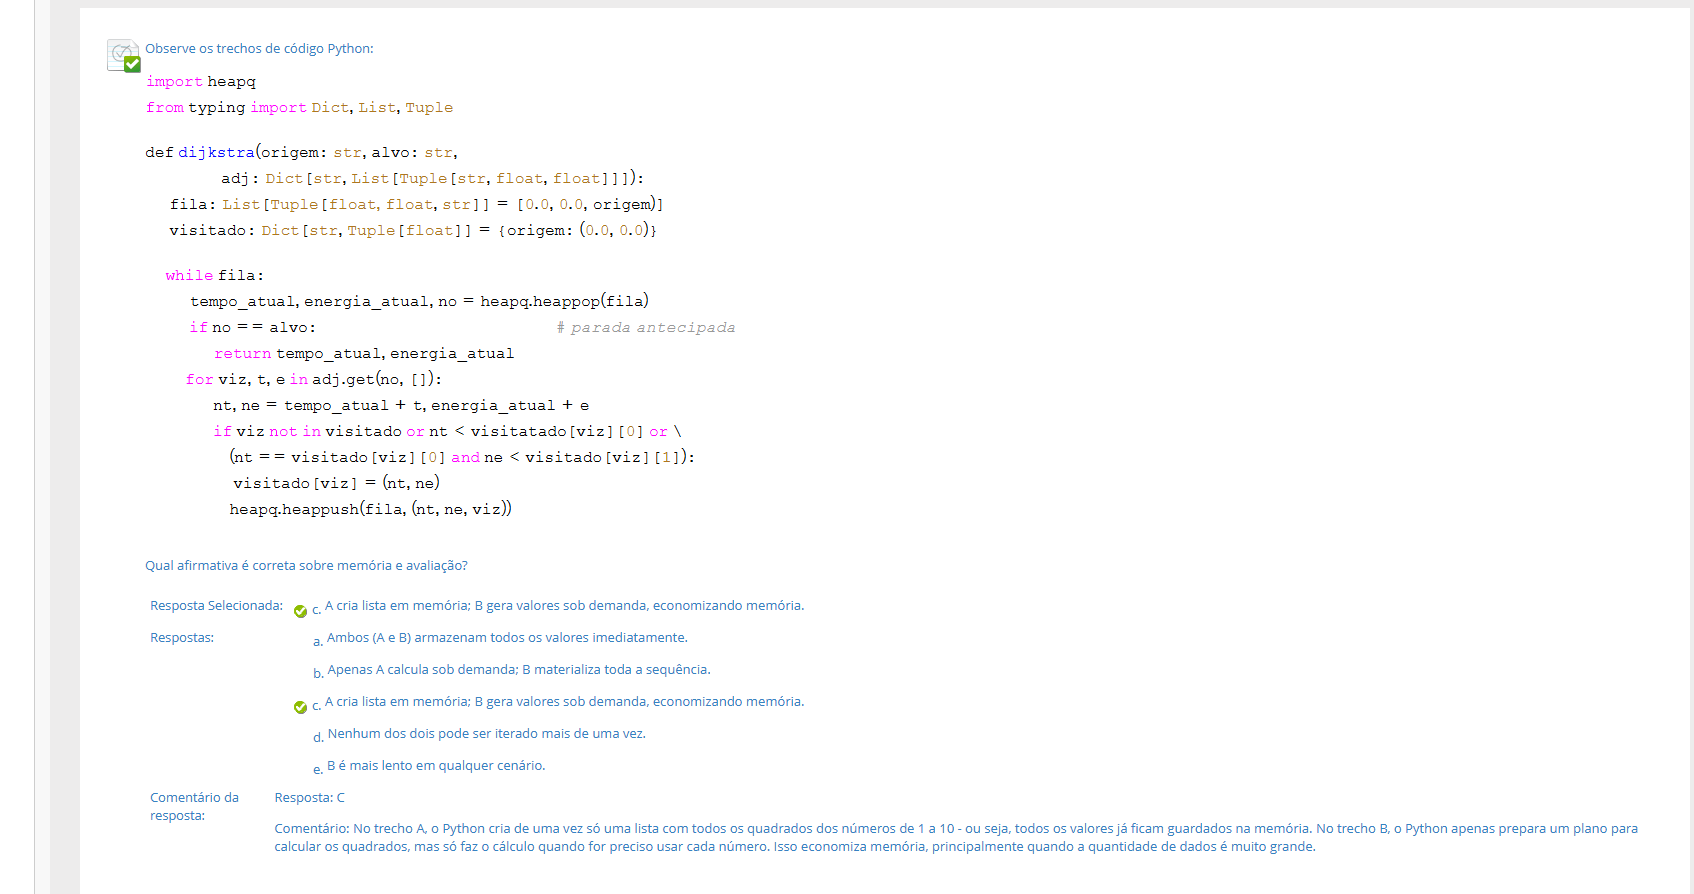 Observe os trechos de código Python:
import heapq
from typing import Dict, List, Tuple
def dijkstra(origem: str, alvo: str,
adj: Dict[str, List[Tuple[str, float, float]]]):
fila: List[Tuple[float, float, str]] = [0.0, 0.0, origem)]
visitado: Dict[str, Tuple[float]] = {origem: (0.0, 0.0)}
while fila:
tempo_atual, energia_atual, no = heapq.heappop(fila)
if no == alvo: # parada antecipada
return tempo_atual, energia_atual
for viz, t, e in adj.get(no, []):
nt, ne = tempo_atual + t, energia_atual + e
if viz not in visitado or nt < visitatado[viz][0] or \
(nt == visitado[viz][0] and ne < visitado[viz][1]):
visitado[viz] = (nt, ne)
heapq.heappush(fila, (nt, ne, viz))
Qual afirmativa é correta sobre memória e avaliação?
Resposta Selecionada: c. A cria lista em memória; B gera valores sob demanda, economizando memória.
Respostas: a. Ambos (A e B) armazenam todos os valores imediatamente.
b. Apenas A calcula sob demanda; B materializa toda a sequência.
c. A cria lista em memória; B gera valores sob demanda, economizando memória.
d. Nenhum dos dois pode ser iterado mais de uma vez.
e. B é mais lento em qualquer cenário.
Comentário da resposta: Resposta: C
Comentário: No trecho A, o Python cria de uma vez só uma lista com todos os quadrados dos números de 1 a 10 - ou seja, todos os valores já ficam guardados na memória. No trecho B, o Python apenas prepara um plano para
calcular os quadrados, mas só faz o cálculo quando for preciso usar cada número. Isso economiza memória, principalmente quando a quantidade de dados é muito grande.